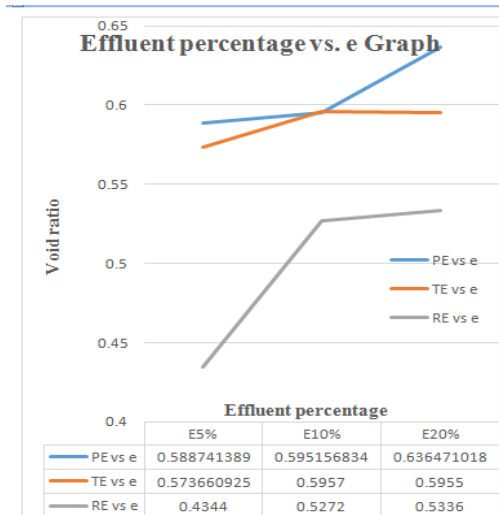 0.65
Effluent percentage vs. e Graph
0.6
0.55
Void ratio
0.5
PE vs e
TE vs e
RE vs e
0.45
0.4
Effluent percentage
E5% E10% E20%
PE vs e 0.588741389 0.595156834 0.636471018
TE vs e 0.573660925 0.5957 0.5955
RE vs e 0.4344 0.5272 0.5336